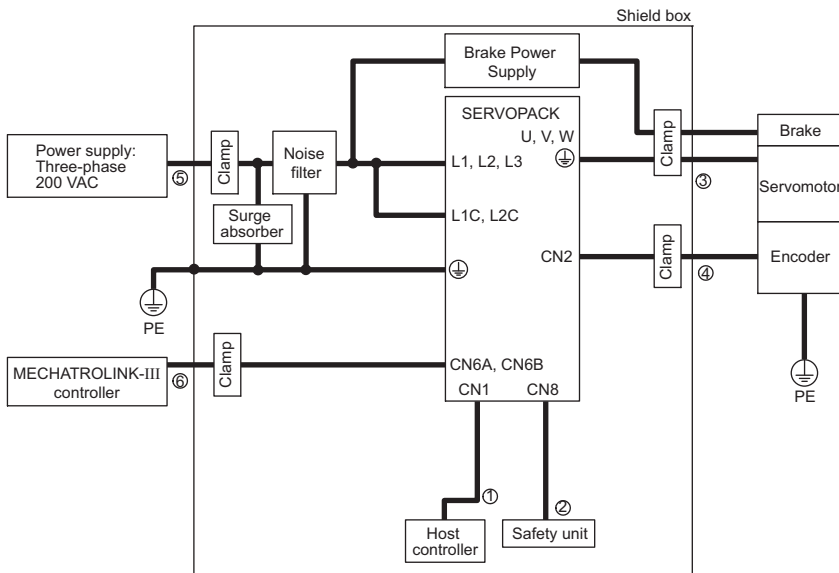 Shield box
Brake Power
Supply
SERVOPACK
U, V, W
Brake
Power supply:
Three-phase
200 VAC
⑤
Clamp
Noise
filter
L1, L2, L3
Clamp
③
Servomotor
Surge
absorber
L1C, L2C
CN2
Clamp
④
Encoder
PE
MECHATROLINK-III
controller
⑥
Clamp
CN6A, CN6B
CN1
CN8
PE
①
②
Host
controller
Safety unit